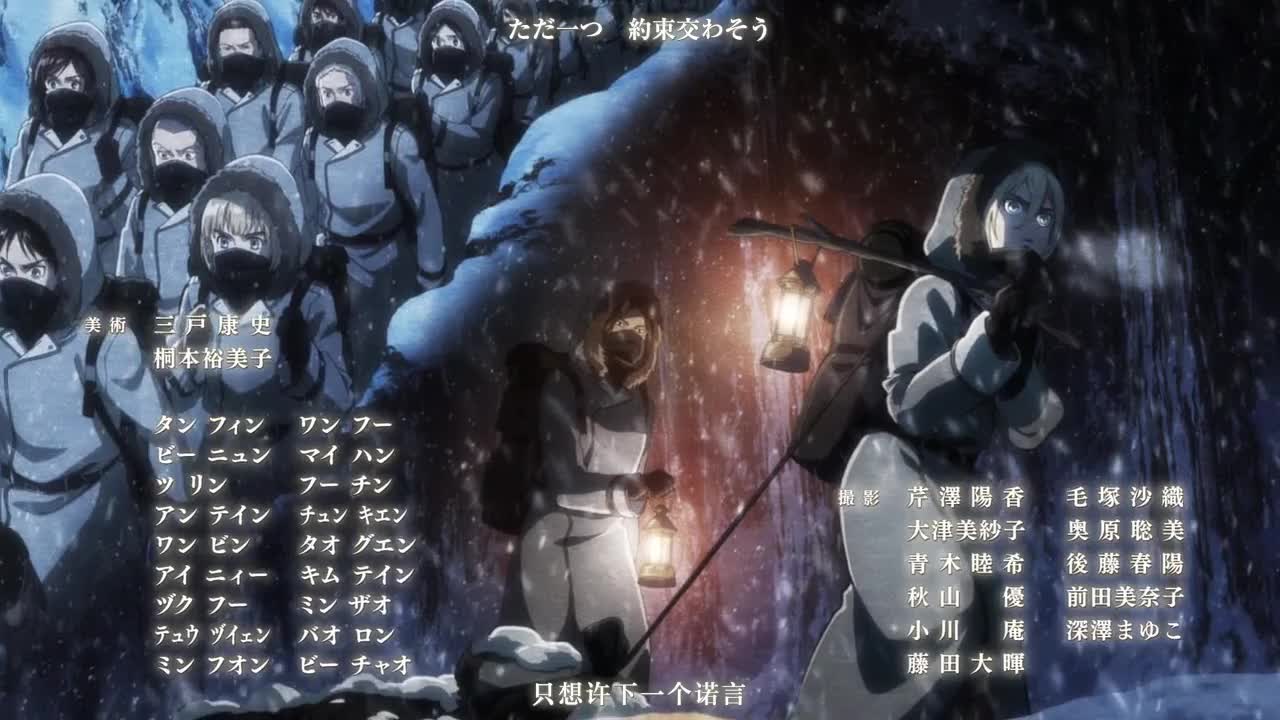 ただ一つ　約束交わそう
美術　三戸康史
桐本裕美子
タン フィン　ワン フー
ビー ニュン　マイ ハン
ツ リン　フー チン
アン テイン　チュン キエン
ワン ビン　タオ グエン
アイ ニィー　キム テイン
ヅク フー　ミン ザオ
テュウ ヅイェン　バオ ロン
ミン フオン　ビー チャオ
撮影　芹澤陽香　毛塚沙織
大津美紗子　奥原聡美
青木睦希　後藤春陽
秋山　優　前田美奈子
小川　庵　深澤まゆこ
藤田大暉
只想许下一个诺言